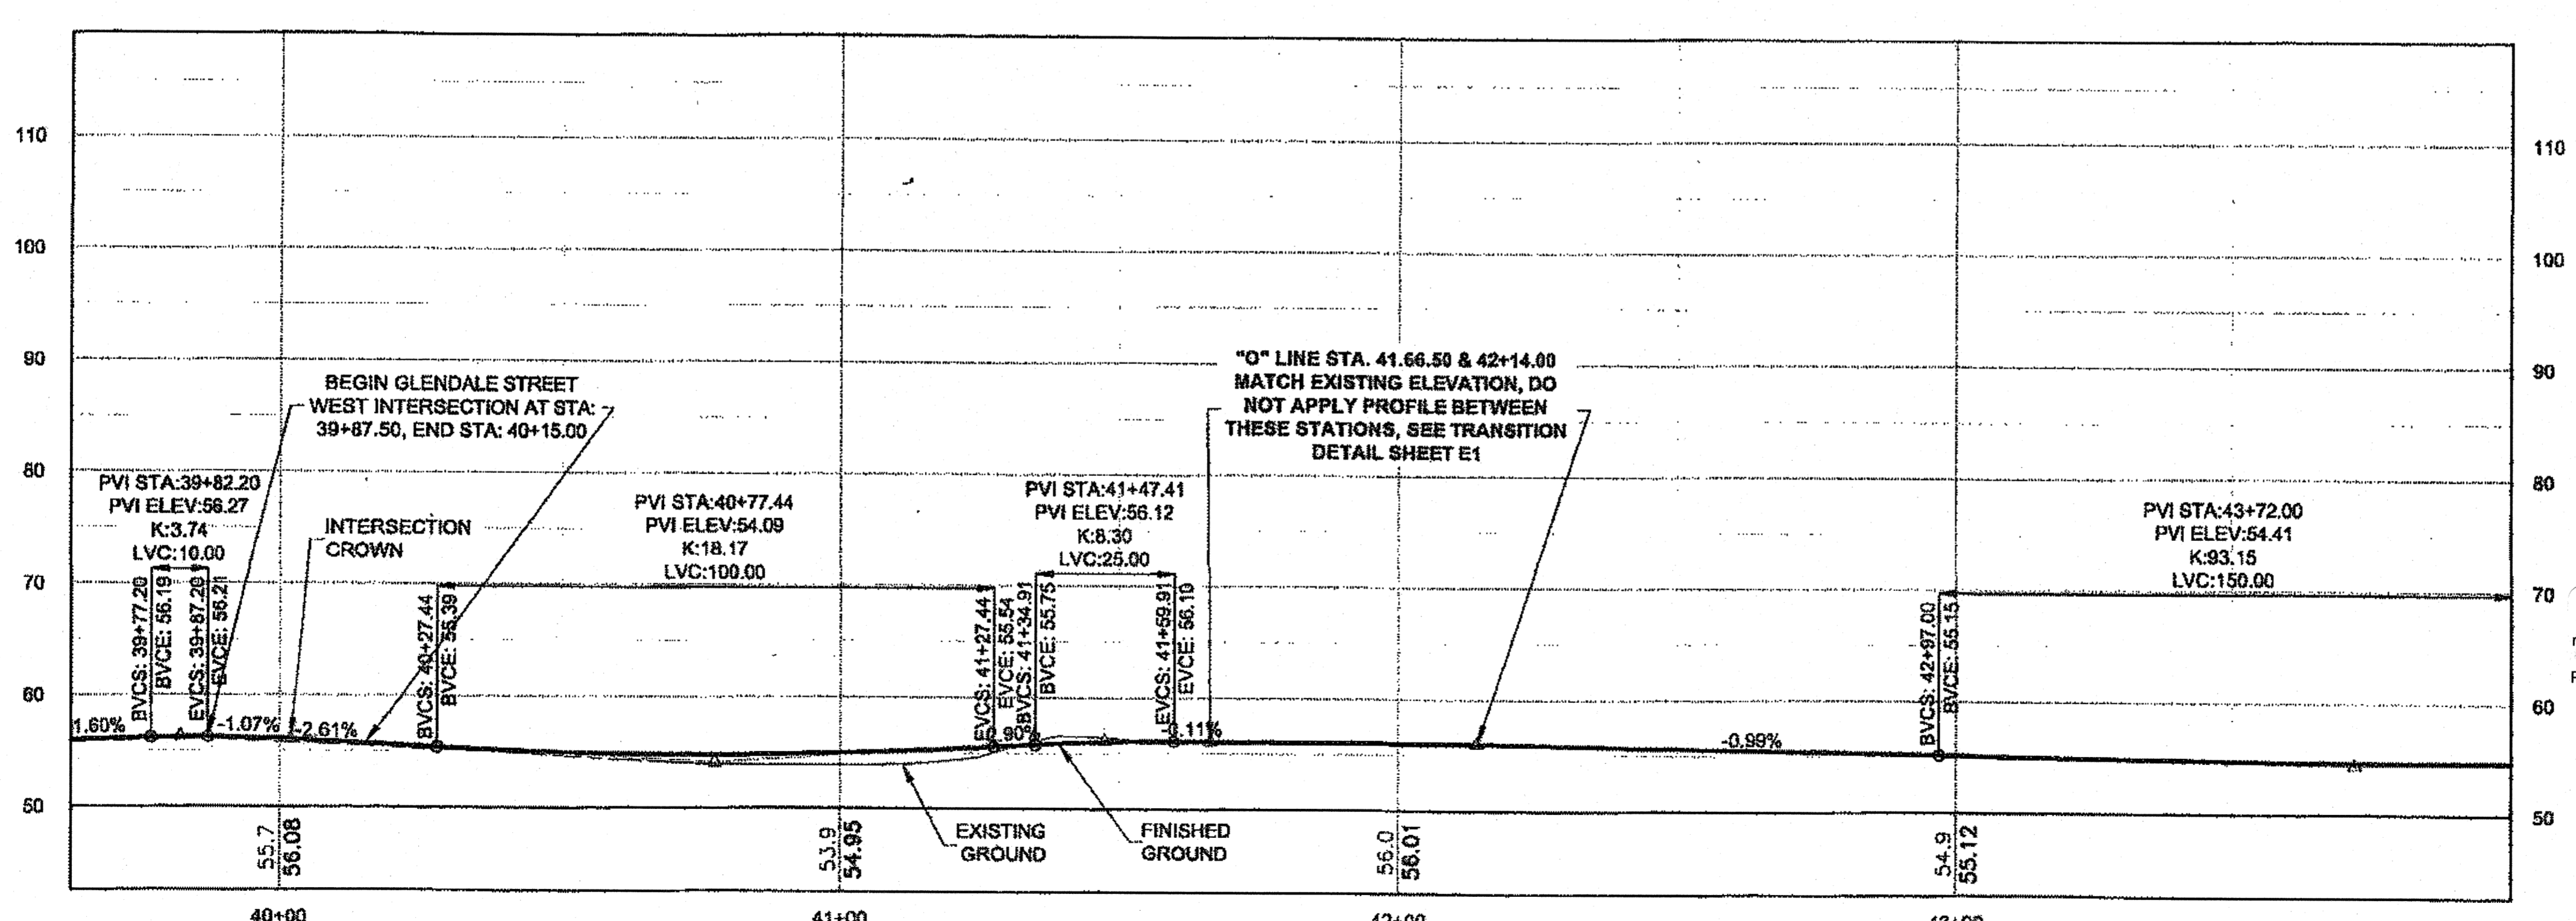 110
100
90
80
70
60
50
BEGIN GLENDALE STREET
WEST INTERSECTION AT STA:
39+87.50, END STA: 40+15.00
"O" LINE STA. 41.66.50 & 42+14.00
MATCH EXISTING ELEVATION, DO
NOT APPLY PROFILE BETWEEN
THESE STATIONS, SEE TRANSITION
DETAIL SHEET E1
PVI STA:39+82.20
PVI ELEV:56.27
K:3.74
LVC:10.00
INTERSECTION
CROWN
PVI STA:40+77.44
PVI ELEV:54.09
K:18.17
LVC:100.00
PVI STA:41+47.41
PVI ELEV:56.12
K:8.30
LVC:25.00
PVI STA:43+72.00
PVI ELEV:54.41
K:93.15
LVC:150.00
BVCS: 39+77.20
BVCE: 56.19
EVCS: 39+87.20
EVCE: 56.21
BVCS: 40+27.44
BVCE: 55.39
EVCS: 41+27.44
EVCE: 55.54
BVCS: 41+34.91
BVCE: 55.75
EVCS: 41+59.91
EVCE: 56.10
BVCS: 42+97.00
BVCE: 55.15
1.60%
-1.07%
-2.61%
-0.99%
EXISTING
GROUND
FINISHED
GROUND
55.7
56.08
53.9
54.95
56.0
56.01
54.9
55.12
40+00
41+00
42+00
43+00
110
100
90
80
70
60
50